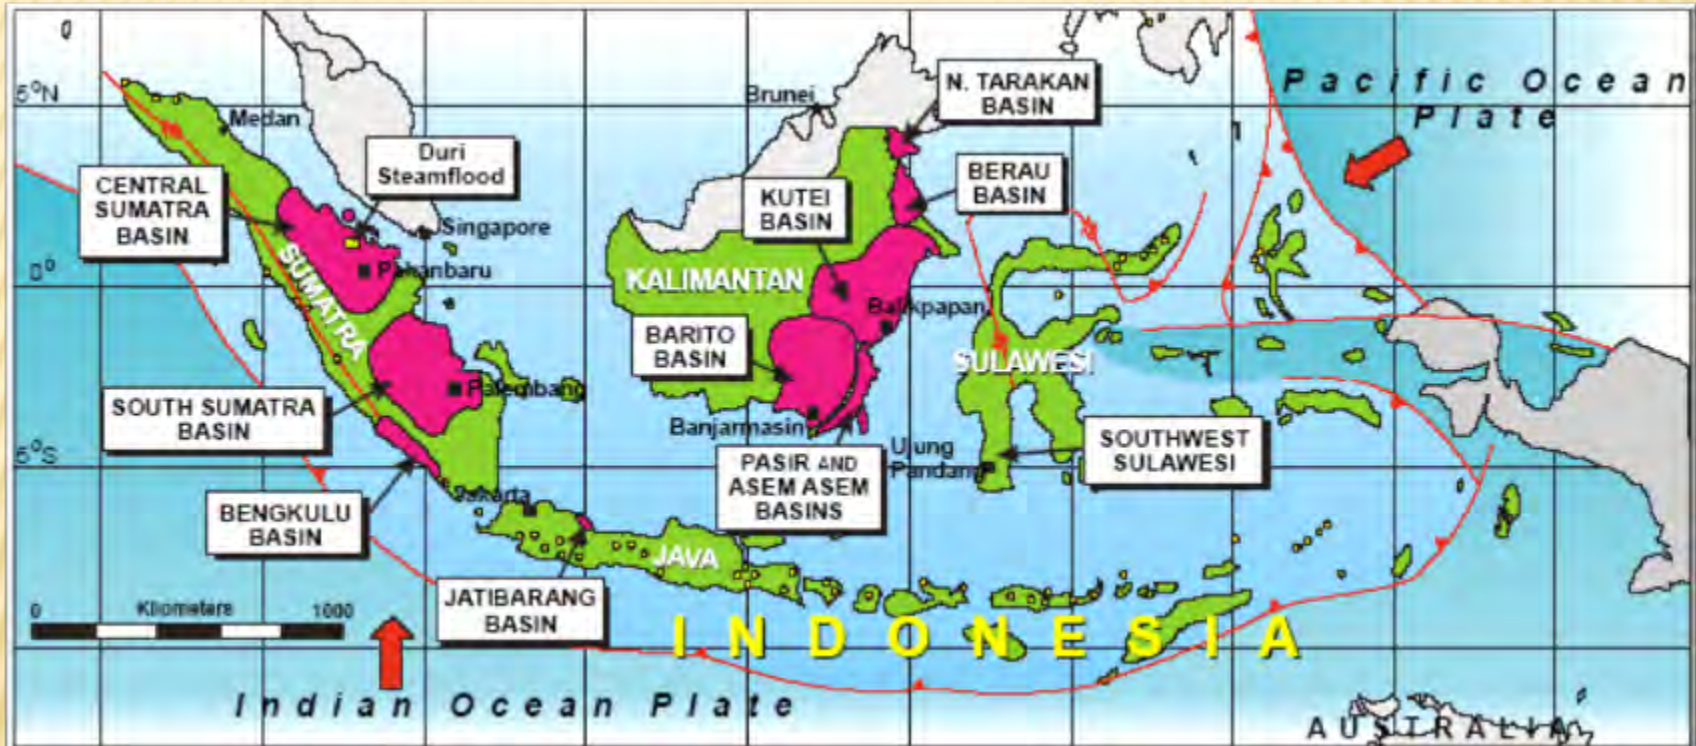 Pacific Ocean
Plate
5°N
Medan
Brunei
N. TARAKAN
BASIN
Duri
Steamflood
CENTRAL
SUMATRA
BASIN
KUTEI
BASIN
BERAU
BASIN
Singapore
Pakanbaru
0°
SUMATRA
KALIMANTAN
Balikpapan
BARITO
BASIN
SULAWESI
Palembang
SOUTH SUMATRA
BASIN
Banjarmasin
Ujung
Pandang
SOUTHWEST
SULAWESI
5°S
PASIR AND
ASEM ASEM
BASINS
Jakarta
BENGKULU
BASIN
JAVA
JATIBARANG
BASIN
0 Kilometers 1000
INDONESIA
Indian Ocean Plate
AUSTRALIA